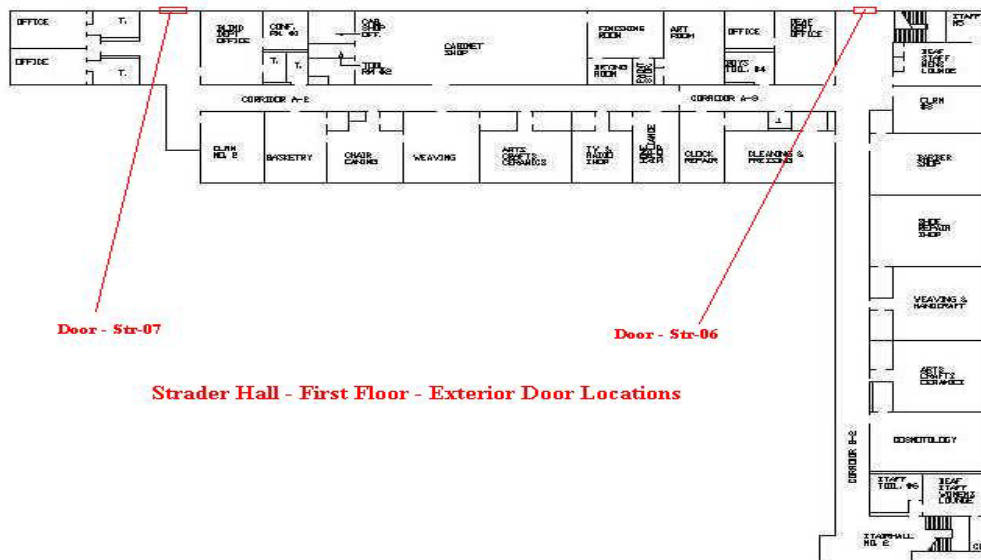 OFFICE
T.
BLIND
DEPT
OFFICE
CONF.
RM. #3
CAB.
SHOP
OFF.
CABINET
SHOP
FINISHING
ROOM
ART
ROOM
OFFICE
DEAF
DEPT
OFFICE
STAFF
OFFICE
T.
T.
T.
TOOL
RM #2
DRYING
ROOM
BOYS
TOIL. #4
DEAF
STAFF
MENS
LOUNGE
CORRIDOR A-2
CORRIDOR A-3
CLRM
#3
CLRM
NO. 2
BASKETRY
CHAIR
CANING
WEAVING
ARTS
CRAFTS
CERAMICS
TV &
RADIO
SHOP
CLOCK
REPAIR
CLEANING &
PRESSING
BARBER
SHOP
SHOE
REPAIR
SHOP
WEAVING &
HANDICRAFT
Door - Str-07
Door - Str-06
ARTS
CRAFTS
CERAMICS
Strader Hall - First Floor - Exterior Door Locations
COSMOTOLOGY
CORRIDOR B-2
STAFF
TOIL. #6
DEAF
STAFF
WOMENS
LOUNGE
STAIRHALL
NO. 2